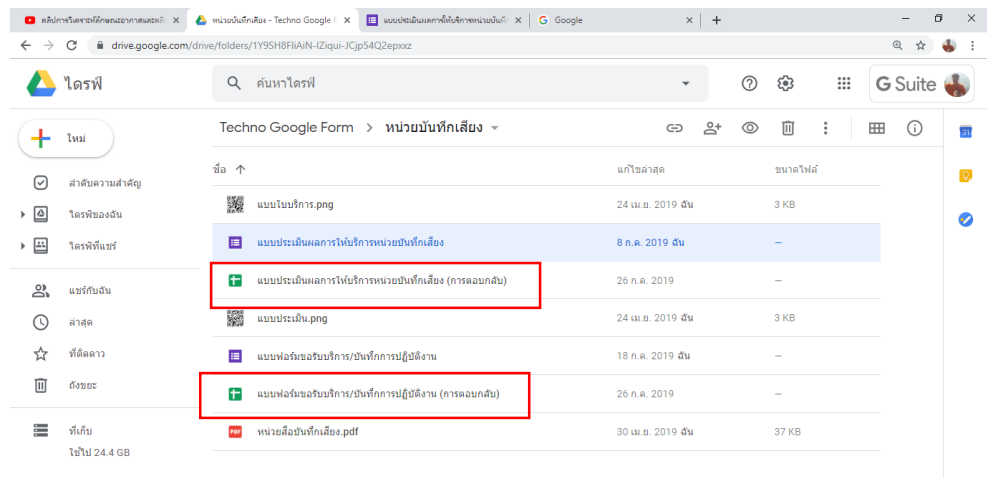 คลิปการวิเคราะห์ลักษณะอากาศและคลื
หน่วยบันทึกเสียง - Techno Google F
แบบประเมินผลการให้บริการหน่วยบันทึ
Google
drive.google.com/drive/folders/1Y9SH8FIiAiN-IZiqui-JCjp54Q2epxxz
ไดรฟ์
ค้นหาไดรฟ์
G Suite
ใหม่
Techno Google Form > หน่วยบันทึกเสียง
31
ชื่อ แก้ไขล่าสุด ขนาดไฟล์
ลำดับความสำคัญ
แบบใบบริการ.png 24 เม.ย. 2019 ฉัน 3 KB
ไดรฟ์ของฉัน
แบบประเมินผลการให้บริการหน่วยบันทึกเสียง 8 ก.ค. 2019 ฉัน –
ไดรฟ์ที่แชร์
แบบประเมินผลการให้บริการหน่วยบันทึกเสียง (การตอบกลับ) 26 ก.ค. 2019 –
แชร์กับฉัน
แบบประเมิน.png 24 เม.ย. 2019 ฉัน 3 KB
ล่าสุด
แบบฟอร์มขอรับบริการ/บันทึกการปฏิบัติงาน 18 ก.ค. 2019 ฉัน –
ที่ติดดาว
แบบฟอร์มขอรับบริการ/บันทึกการปฏิบัติงาน (การตอบกลับ) 26 ก.ค. 2019 –
ถังขยะ
PDF หน่วยสื่อบันทึกเสียง.pdf 30 เม.ย. 2019 ฉัน 37 KB
ที่เก็บ
ใช้ไป 24.4 GB